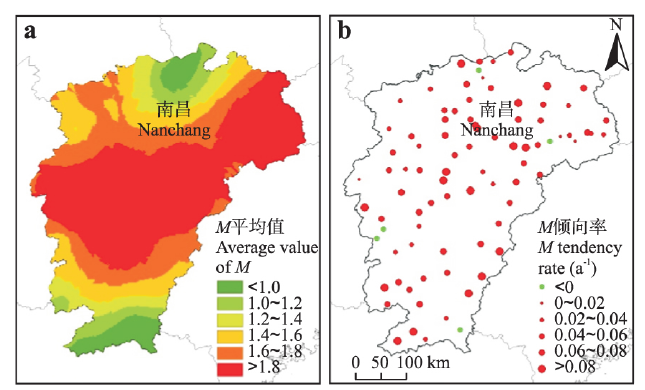 a
南昌
Nanchang
M平均值
Average value
of M
<1.0
1.0~1.2
1.2~1.4
1.4~1.6
1.6~1.8
>1.8
b
N
南昌
Nanchang
M倾向率
M tendency
rate (a⁻¹)
<0
0~0.02
0.02~0.04
0.04~0.06
0.06~0.08
>0.08
0 50 100 km